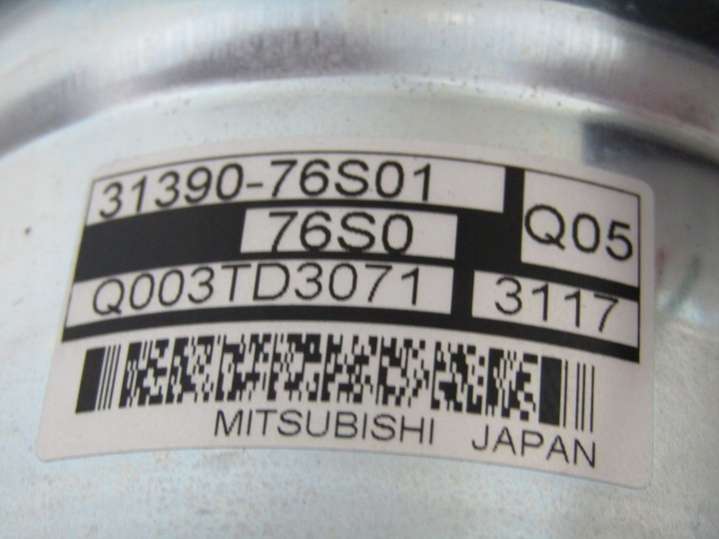 31390-76S01
76S0
Q05
Q003TD3071
3117
MITSUBISHI JAPAN